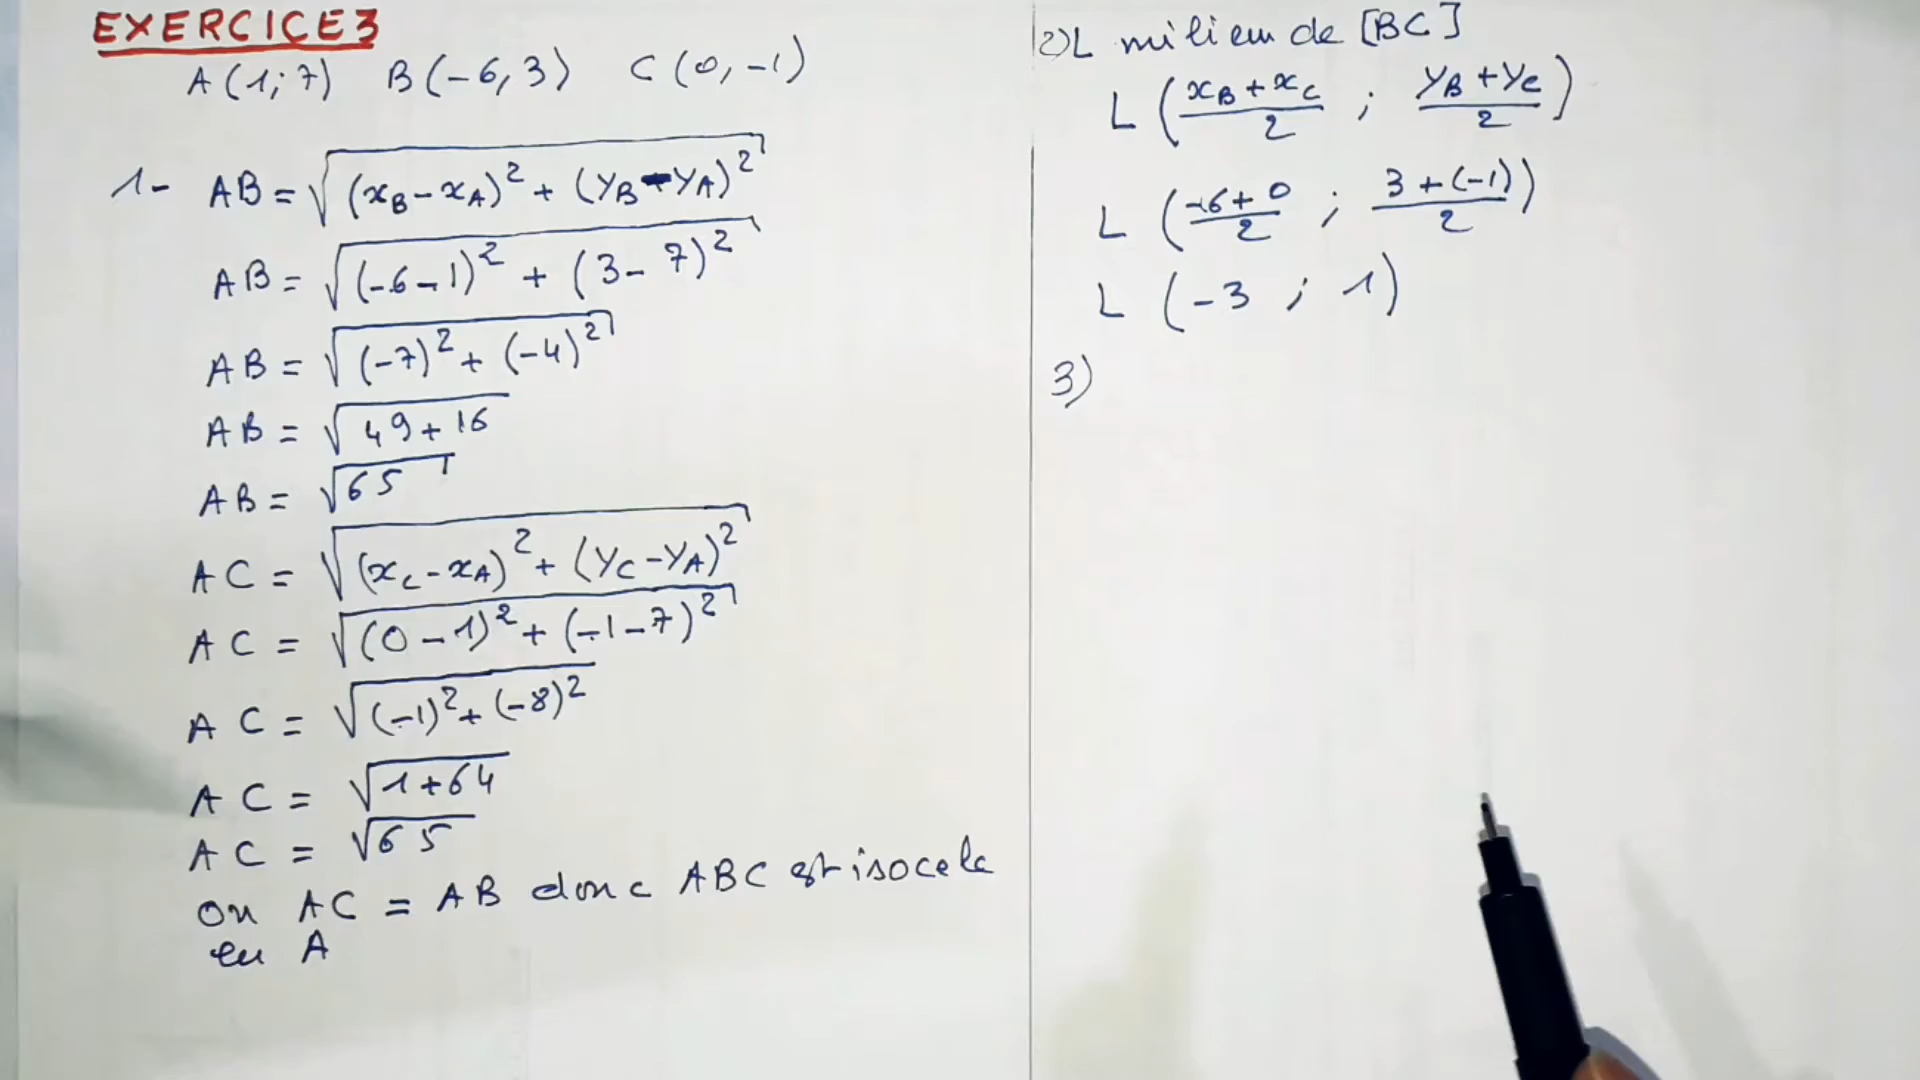 EXERCICE3
A(1;7) B(-6,3) C(0,-1)
1- AB = √((x_B - x_A)² + (y_B - y_A)²)
AB = √((-6-1)² + (3-7)²)
AB = √((-7)² + (-4)²)
AB = √(49+16)
AB = √65
AC = √((x_C - x_A)² + (y_C - y_A)²)
AC = √((0-1)² + (-1-7)²)
AC = √((-1)² + (-8)²)
AC = √(1+64)
AC = √65
On AC = AB donc ABC est isocele
en A
2) L milieu de [BC]
L ((x_B + x_C)/2 ; (y_B + y_C)/2)
L ((-6+0)/2 ; (3+(-1))/2)
L (-3 ; 1)
3)